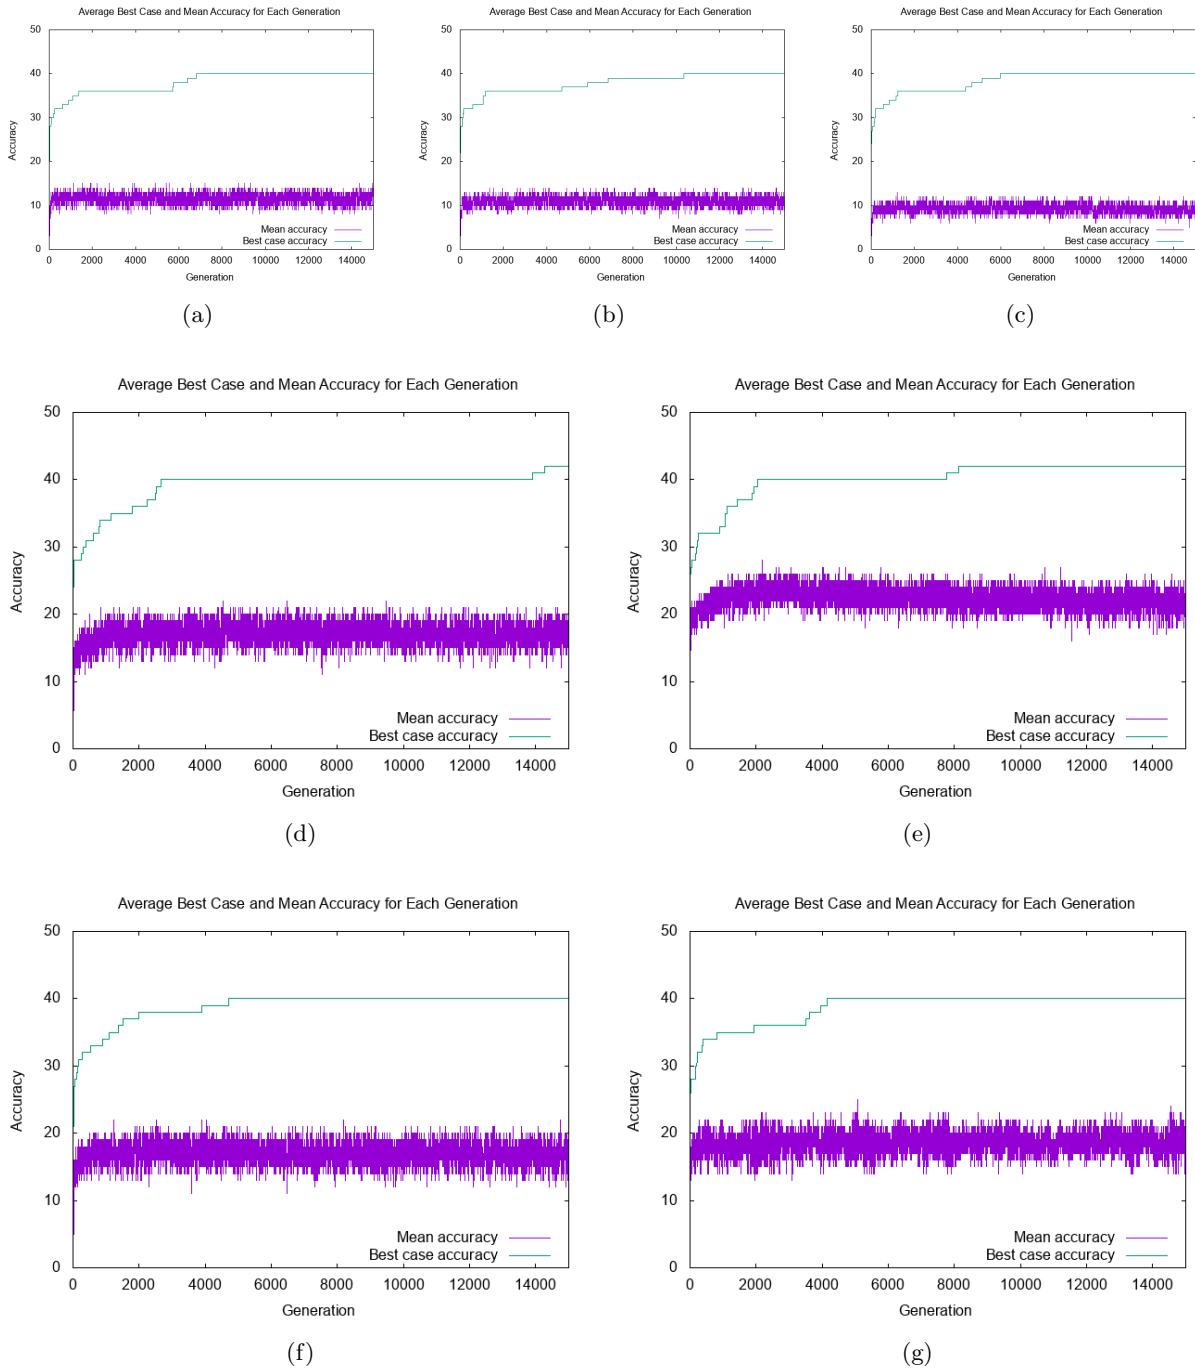 Average Best Case and Mean Accuracy for Each Generation
50
40
30
20
10
0
Accuracy
0 2000 4000 6000 8000 10000 12000 14000
Generation
Mean accuracy
Best case accuracy
(a)
Average Best Case and Mean Accuracy for Each Generation
50
40
30
20
10
0
Accuracy
0 2000 4000 6000 8000 10000 12000 14000
Generation
Mean accuracy
Best case accuracy
(b)
Average Best Case and Mean Accuracy for Each Generation
50
40
30
20
10
0
Accuracy
0 2000 4000 6000 8000 10000 12000 14000
Generation
Mean accuracy
Best case accuracy
(c)
Average Best Case and Mean Accuracy for Each Generation
50
40
30
20
10
0
Accuracy
0 2000 4000 6000 8000 10000 12000 14000
Generation
Mean accuracy
Best case accuracy
(d)
Average Best Case and Mean Accuracy for Each Generation
50
40
30
20
10
0
Accuracy
0 2000 4000 6000 8000 10000 12000 14000
Generation
Mean accuracy
Best case accuracy
(e)
Average Best Case and Mean Accuracy for Each Generation
50
40
30
20
10
0
Accuracy
0 2000 4000 6000 8000 10000 12000 14000
Generation
Mean accuracy
Best case accuracy
(f)
Average Best Case and Mean Accuracy for Each Generation
50
40
30
20
10
0
Accuracy
0 2000 4000 6000 8000 10000 12000 14000
Generation
Mean accuracy
Best case accuracy
(g)